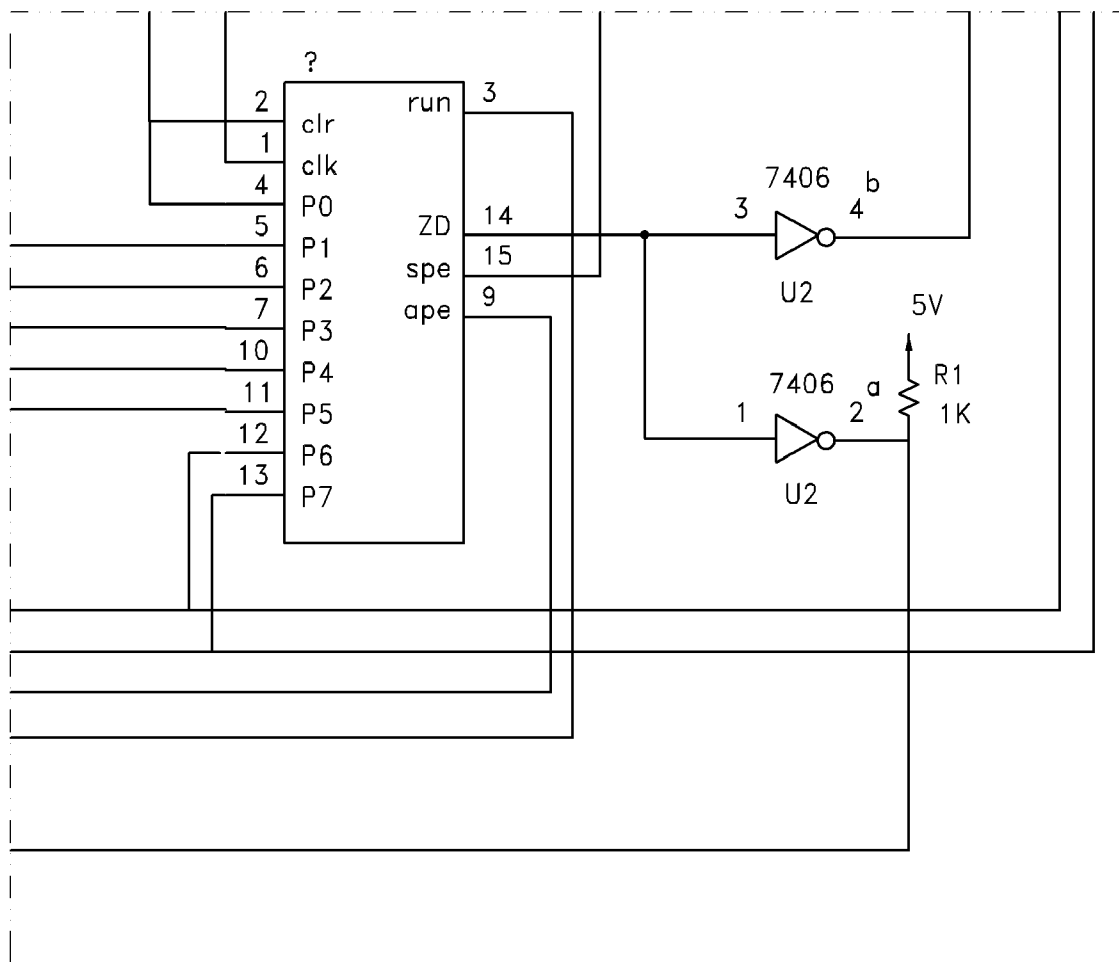 ?
2 clr run 3
1 clk
4 P0
5 P1 ZD 14
6 P2 spe 15
7 P3 ape 9
10 P4
11 P5
12 P6
13 P7
7406 b
3 4
U2
5V
7406 a R1
1 2 1K
U2